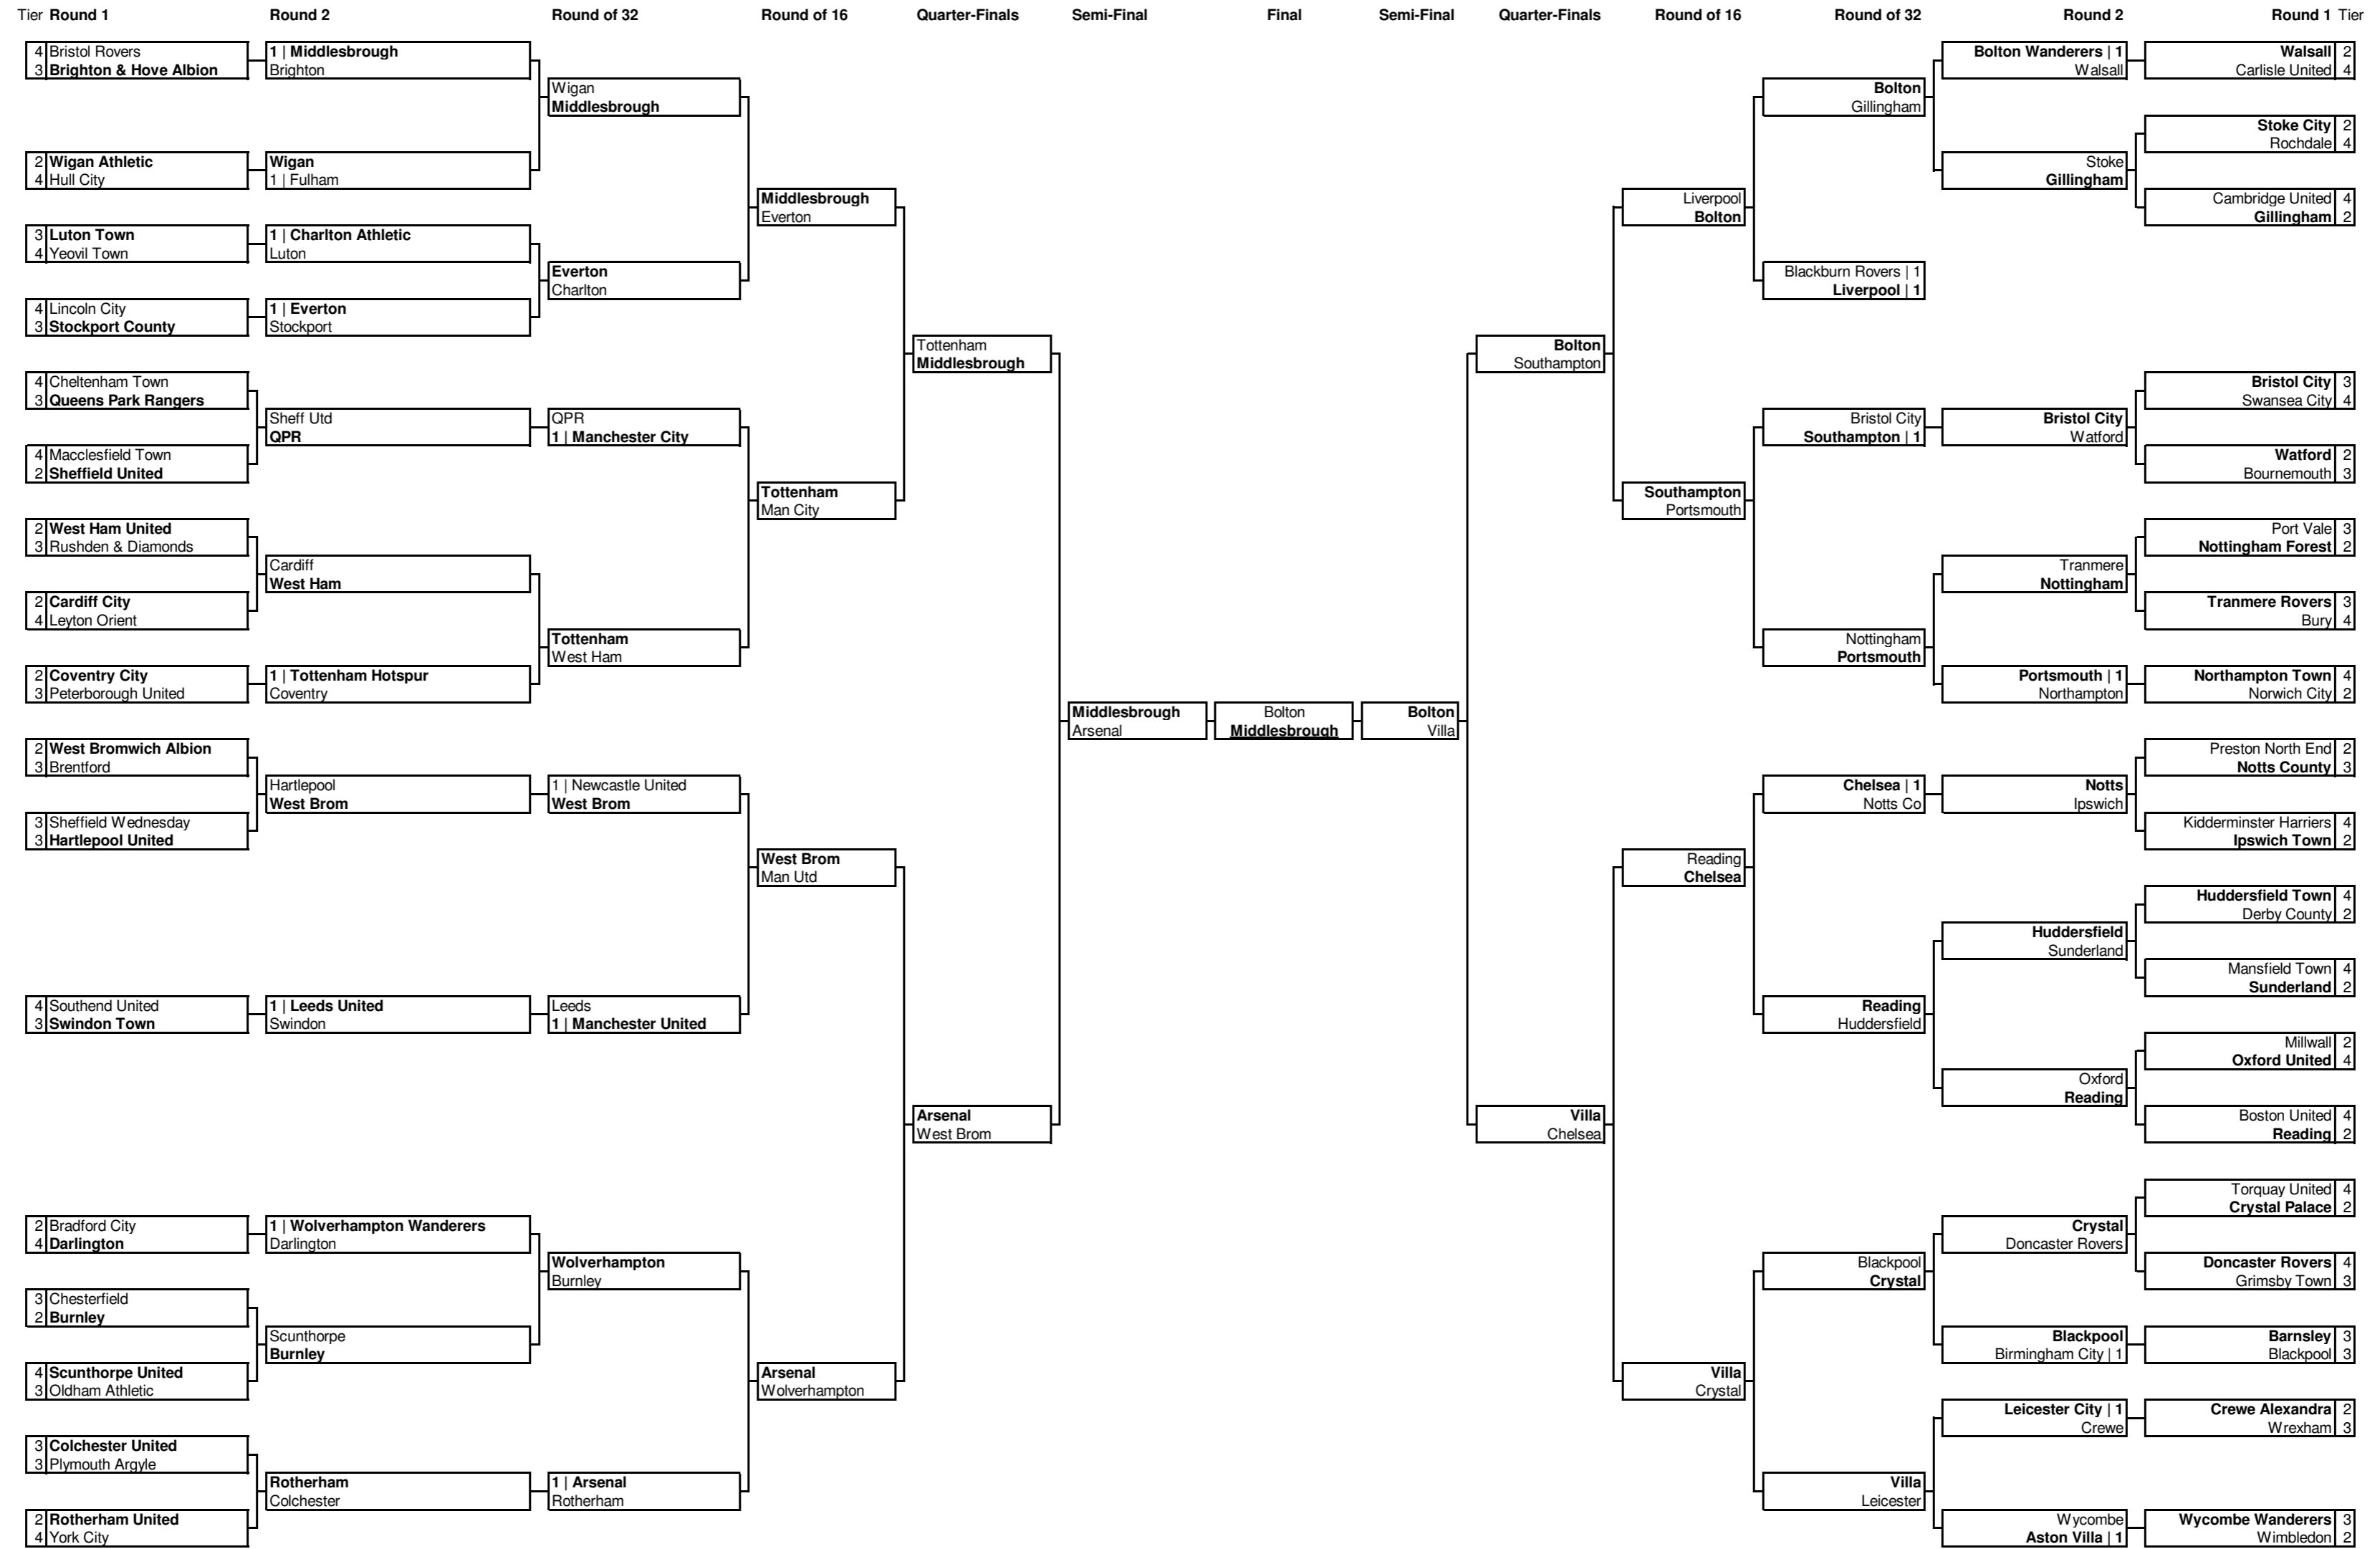 Tier Round 1 Round 2 Round of 32 Round of 16 Quarter-Finals Semi-Final Final Semi-Final Quarter-Finals Round of 16 Round of 32 Round 2 Round 1 Tier
4 Bristol Rovers
3 Brighton & Hove Albion
2 Wigan Athletic
4 Hull City
3 Luton Town
4 Yeovil Town
4 Lincoln City
3 Stockport County
4 Cheltenham Town
3 Queens Park Rangers
4 Macclesfield Town
2 Sheffield United
2 West Ham United
3 Rushden & Diamonds
2 Cardiff City
4 Leyton Orient
2 Coventry City
3 Peterborough United
2 West Bromwich Albion
3 Brentford
3 Sheffield Wednesday
3 Hartlepool United
4 Southend United
3 Swindon Town
2 Bradford City
4 Darlington
3 Chesterfield
2 Burnley
4 Scunthorpe United
3 Oldham Athletic
3 Colchester United
3 Plymouth Argyle
2 Rotherham United
4 York City
1 | Middlesbrough
Brighton
Wigan
1 | Fulham
1 | Charlton Athletic
Luton
1 | Everton
Stockport
Sheff Utd
QPR
Cardiff
West Ham
1 | Tottenham Hotspur
Coventry
Hartlepool
West Brom
1 | Leeds United
Swindon
1 | Wolverhampton Wanderers
Darlington
Scunthorpe
Burnley
Rotherham
Colchester
Wigan
Middlesbrough
Everton
Charlton
QPR
1 | Manchester City
Tottenham
West Ham
1 | Newcastle United
West Brom
Leeds
1 | Manchester United
Wolverhampton
Burnley
1 | Arsenal
Rotherham
Middlesbrough
Everton
Tottenham
Man City
West Brom
Man Utd
Arsenal
Wolverhampton
Tottenham
Middlesbrough
Arsenal
West Brom
Middlesbrough
Arsenal
Bolton
Middlesbrough
Bolton
Villa
Bolton
Southampton
Villa
Chelsea
Liverpool
Bolton
Southampton
Portsmouth
Reading
Chelsea
Villa
Crystal
Bolton
Gillingham
Blackburn Rovers | 1
Liverpool | 1
Bristol City
Southampton | 1
Nottingham
Portsmouth
Chelsea | 1
Notts Co
Reading
Huddersfield
Blackpool
Crystal
Villa
Leicester
Bolton Wanderers | 1
Walsall
Stoke
Gillingham
Bristol City
Watford
Tranmere
Nottingham
Portsmouth | 1
Northampton
Notts
Ipswich
Huddersfield
Sunderland
Oxford
Reading
Crystal
Doncaster Rovers
Blackpool
Birmingham City | 1
Leicester City | 1
Crewe
Wycombe
Aston Villa | 1
Walsall 2
Carlisle United 4
Stoke City 2
Rochdale 4
Cambridge United 4
Gillingham 2
Bristol City 3
Swansea City 4
Watford 2
Bournemouth 3
Port Vale 3
Nottingham Forest 2
Tranmere Rovers 3
Bury 4
Northampton Town 4
Norwich City 2
Preston North End 2
Notts County 3
Kidderminster Harriers 4
Ipswich Town 2
Huddersfield Town 4
Derby County 2
Mansfield Town 4
Sunderland 2
Millwall 2
Oxford United 4
Boston United 4
Reading 2
Torquay United 4
Crystal Palace 2
Doncaster Rovers 4
Grimsby Town 3
Barnsley 3
Blackpool 3
Crewe Alexandra 2
Wrexham 3
Wycombe Wanderers 3
Wimbledon 2